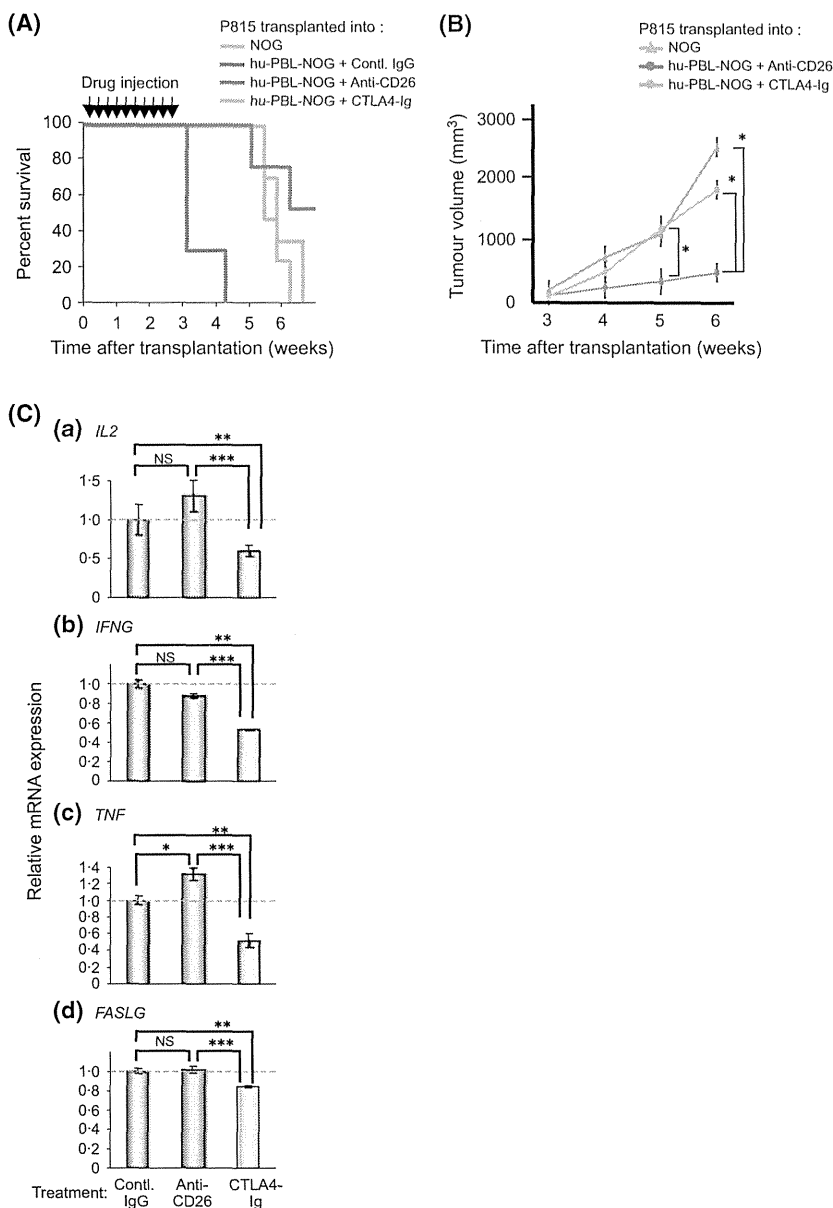 (A)
P815 transplanted into :
NOG
hu-PBL-NOG + Contl. IgG
hu-PBL-NOG + Anti-CD26
hu-PBL-NOG + CTLA4-Ig
Drug injection
Percent survival
100
80
60
40
20
0
0 1 2 3 4 5 6
Time after transplantation (weeks)
(B)
P815 transplanted into :
NOG
hu-PBL-NOG + Anti-CD26
hu-PBL-NOG + CTLA4-Ig
Tumour volume (mm³)
3000
2000
1000
0
*
*
*
3 4 5 6
Time after transplantation (weeks)
(C)
Relative mRNA expression
(a) IL2
**
NS ***
1·5
1·0
0·5
0
(b) IFNG
**
NS ***
1·0
0·8
0·6
0·4
0·2
0
(c) TNF
**
* ***
1·4
1·2
1·0
0·8
0·6
0·4
0·2
0
(d) FASLG
**
NS ***
1·0
0·8
0·6
0·4
0·2
0
Treatment: Contl. IgG Anti-CD26 CTLA4-Ig